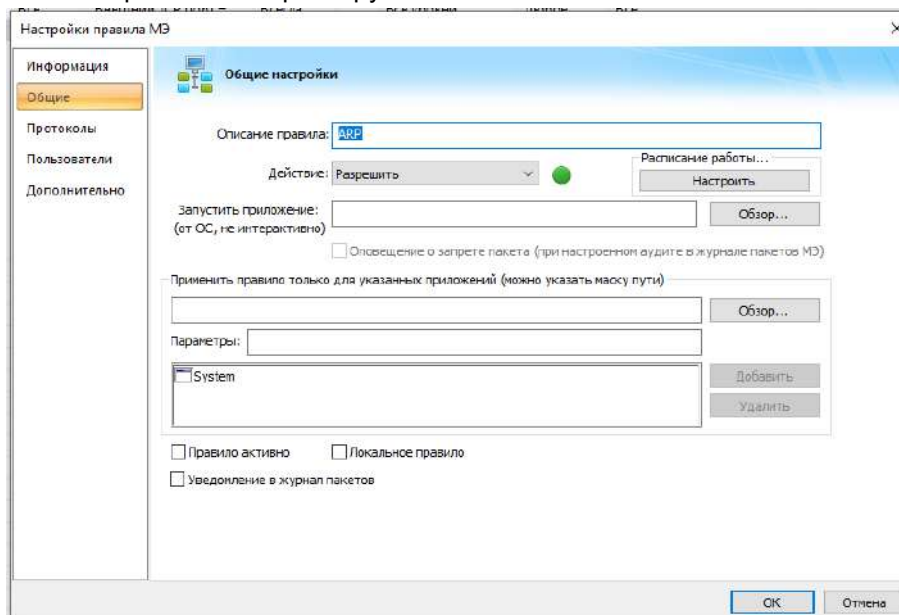 Настройки правила МЭ
Информация
Общие
Протоколы
Пользователи
Дополнительно
Общие настройки
Описание правила: ARP
Действие: Разрешить
Расписание работы...
Настроить
Запустить приложение:
(от ОС, не интерактивно)
Обзор...
Оповещение о запрете пакета (при настроенном аудите в журнале пакетов МЭ)
Применить правило только для указанных приложений (можно указать маску пути)
Обзор...
Параметры:
System
Добавить
Удалить
Правило активно
Локальное правило
Уведомление в журнал пакетов
ОК
Отмена